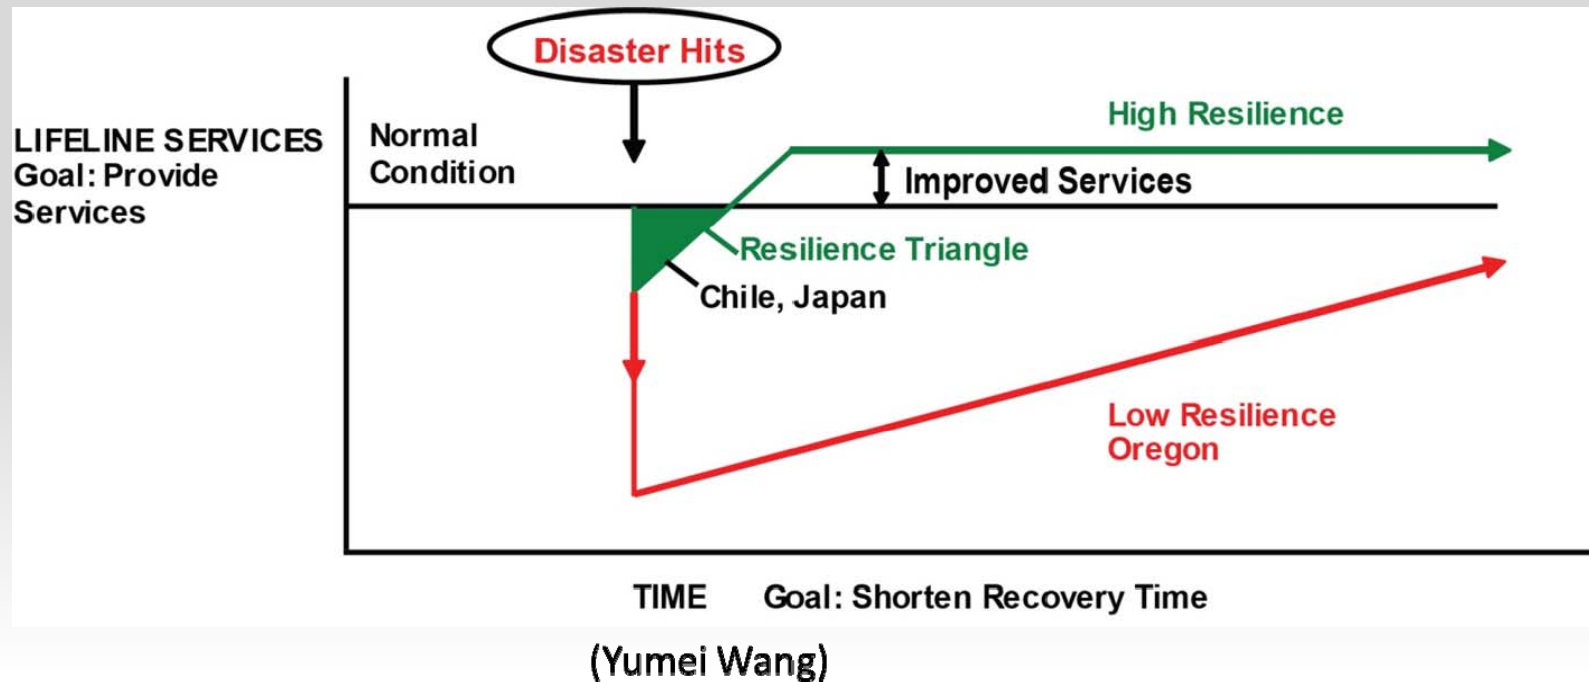 Disaster Hits
LIFELINE SERVICES
Goal: Provide
Services
Normal
Condition
High Resilience
Improved Services
Resilience Triangle
Chile, Japan
Low Resilience
Oregon
TIME Goal: Shorten Recovery Time
(Yumei Wang)